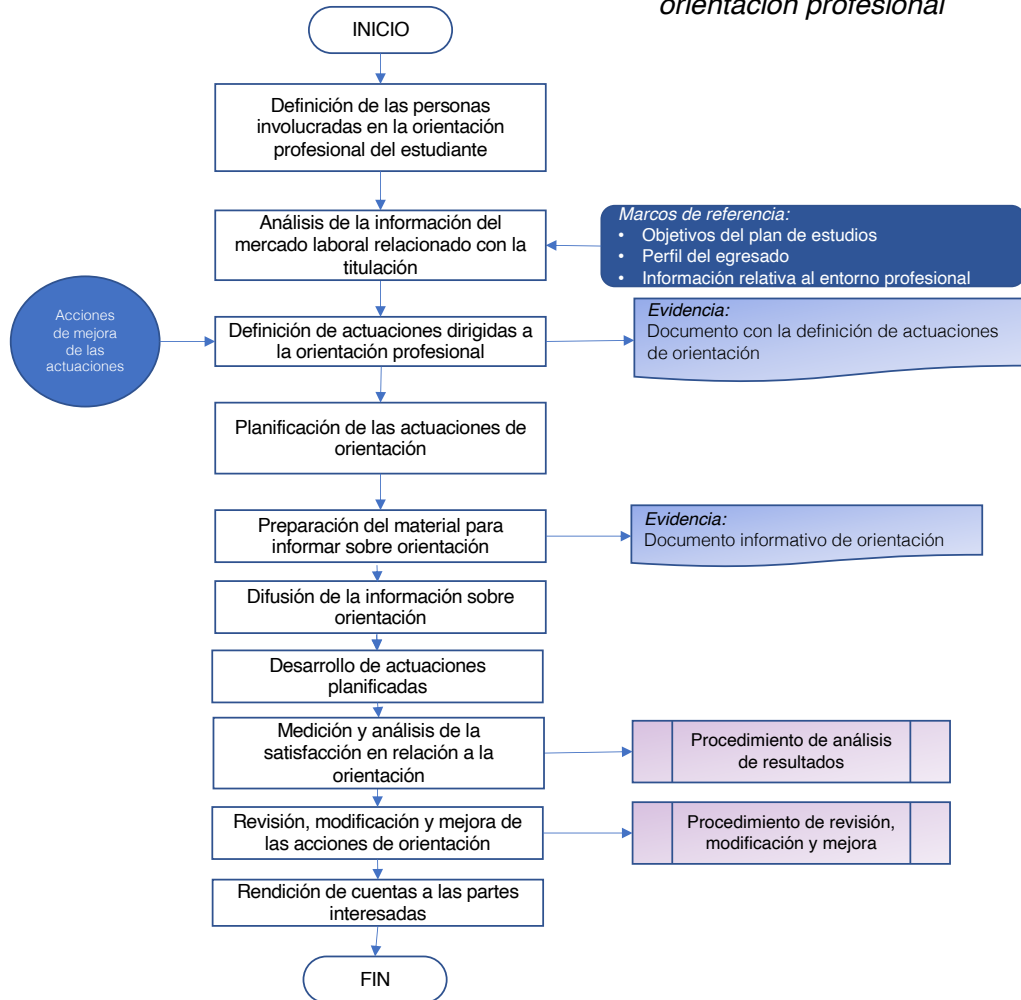 orientación profesional
INICIO
Definición de las personas
involucradas en la orientación
profesional del estudiante
Análisis de la información del
mercado laboral relacionado con la
titulación
Marcos de referencia:
• Objetivos del plan de estudios
• Perfil del egresado
• Información relativa al entorno profesional
Acciones
de mejora
de las
actuaciones
Definición de actuaciones dirigidas a
la orientación profesional
Evidencia:
Documento con la definición de actuaciones
de orientación
Planificación de las actuaciones de
orientación
Preparación del material para
informar sobre orientación
Evidencia:
Documento informativo de orientación
Difusión de la información sobre
orientación
Desarrollo de actuaciones
planificadas
Medición y análisis de la
satisfacción en relación a la
orientación
Procedimiento de análisis
de resultados
Revisión, modificación y mejora de
las acciones de orientación
Procedimiento de revisión,
modificación y mejora
Rendición de cuentas a las partes
interesadas
FIN